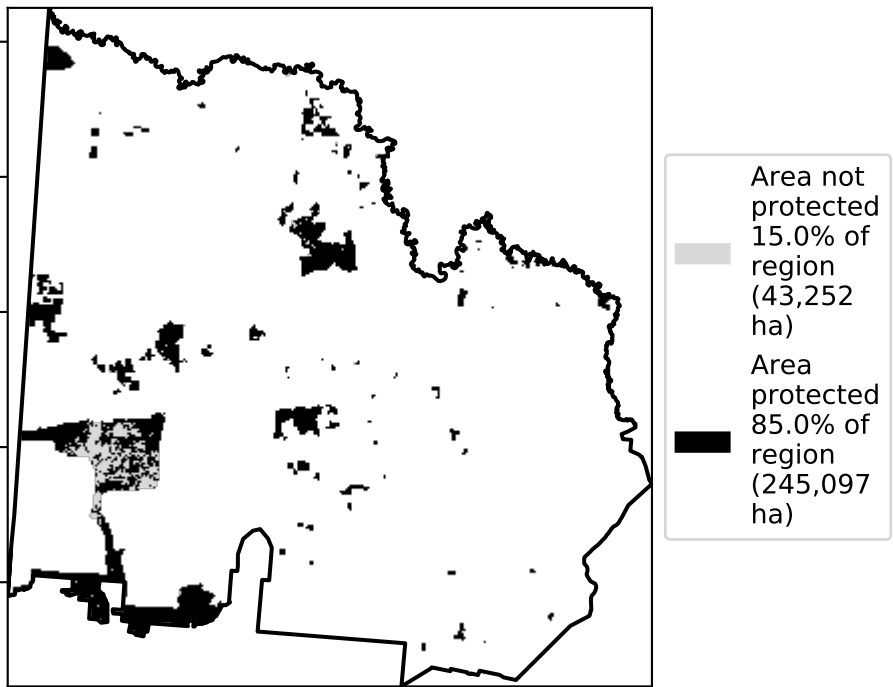 Area not
protected
15.0% of
region
(43,252
ha)
Area
protected
85.0% of
region
(245,097
ha)